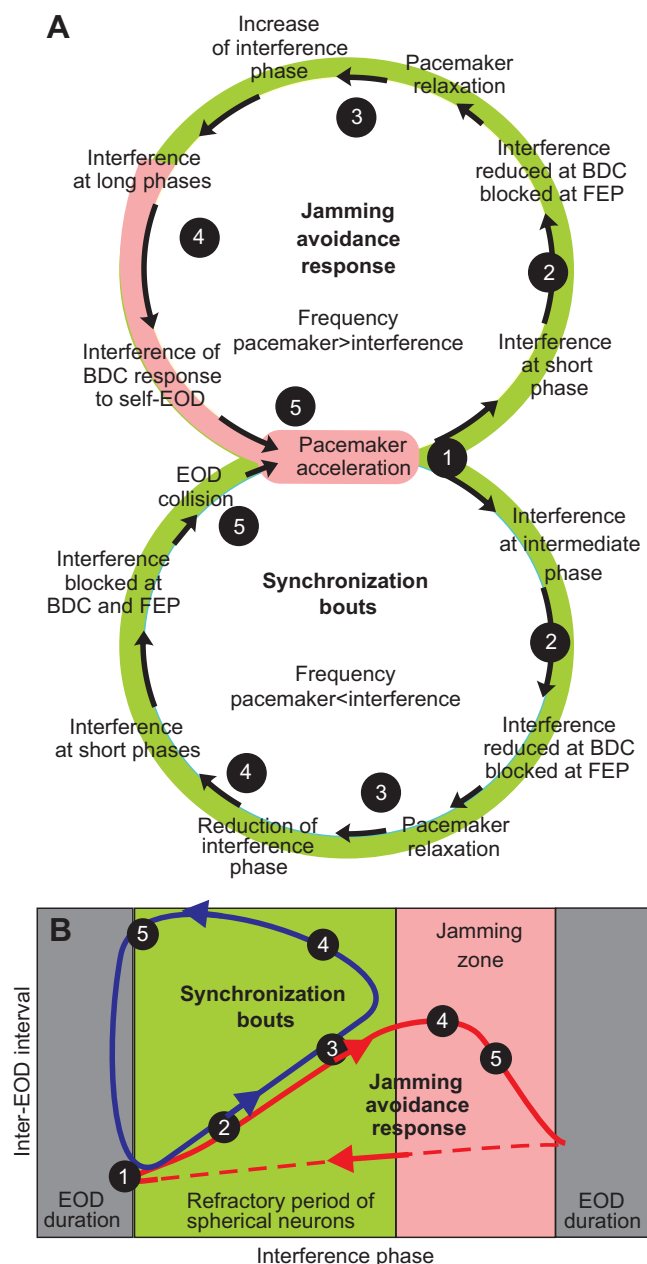 A
Increase
of interference
phase
Pacemaker
relaxation
3
Interference
at long phases
Interference
reduced at BDC
blocked at FEP
4
Jamming
avoidance
response
2
Frequency
pacemaker>interference
Interference of
BDC response
to self-EOD
Interference
at short
phase
5
Pacemaker
acceleration
1
EOD
collision
5
Interference
at intermediate
phase
Interference
blocked at
BDC and FEP
Synchronization
bouts
2
Frequency
pacemaker<interference
Interference
at short phases
Interference
reduced at BDC
blocked at FEP
4
3
Reduction of
interference
phase
Pacemaker
relaxation
B
5
4
Jamming
zone
Synchronization
bouts
4
3
5
2
Jamming
avoidance
response
1
EOD
duration
Refractory period of
spherical neurons
EOD
duration
Inter-EOD interval
Interference phase